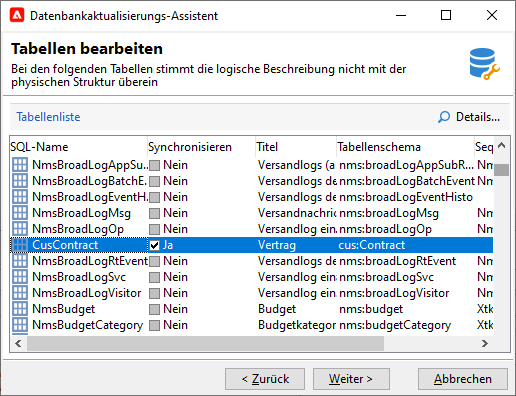 Datenbankaktualisierungs-Assistent
Tabellen bearbeiten
Bei den folgenden Tabellen stimmt die logische Beschreibung nicht mit der
physischen Struktur überein
Tabellenliste Details...
SQL-Name Synchronisieren Titel Tabellenschema Seq
NmsBroadLogAppSu... Nein Versandlogs (a nms:broadLogAppSubR... Nm
NmsBroadLogBatchE... Nein Versandlogs de nms:broadLogBatchEvent Nm
NmsBroadLogEventH... Nein Versandlogs de nms:broadLogEventHisto
NmsBroadLogMsg Nein Versandnachric nms:broadLogMsg Nm
NmsBroadLogOp Nein Versandlog ein nms:broadLogOp Nm
CusContract Ja Vertrag cus:Contract
NmsBroadLogRtEvent Nein Versandlogs de nms:broadLogRtEvent Nm
NmsBroadLogSvc Nein Versandlog ein nms:broadLogSvc Nm
NmsBroadLogVisitor Nein Versandlog ein nms:broadLogVisitor Nm
NmsBudget Nein Budget nms:budget Xtk
NmsBudgetCategory Nein Budgetkategor nms:budgetCategory Xtk
< Zurück Weiter > Abbrechen